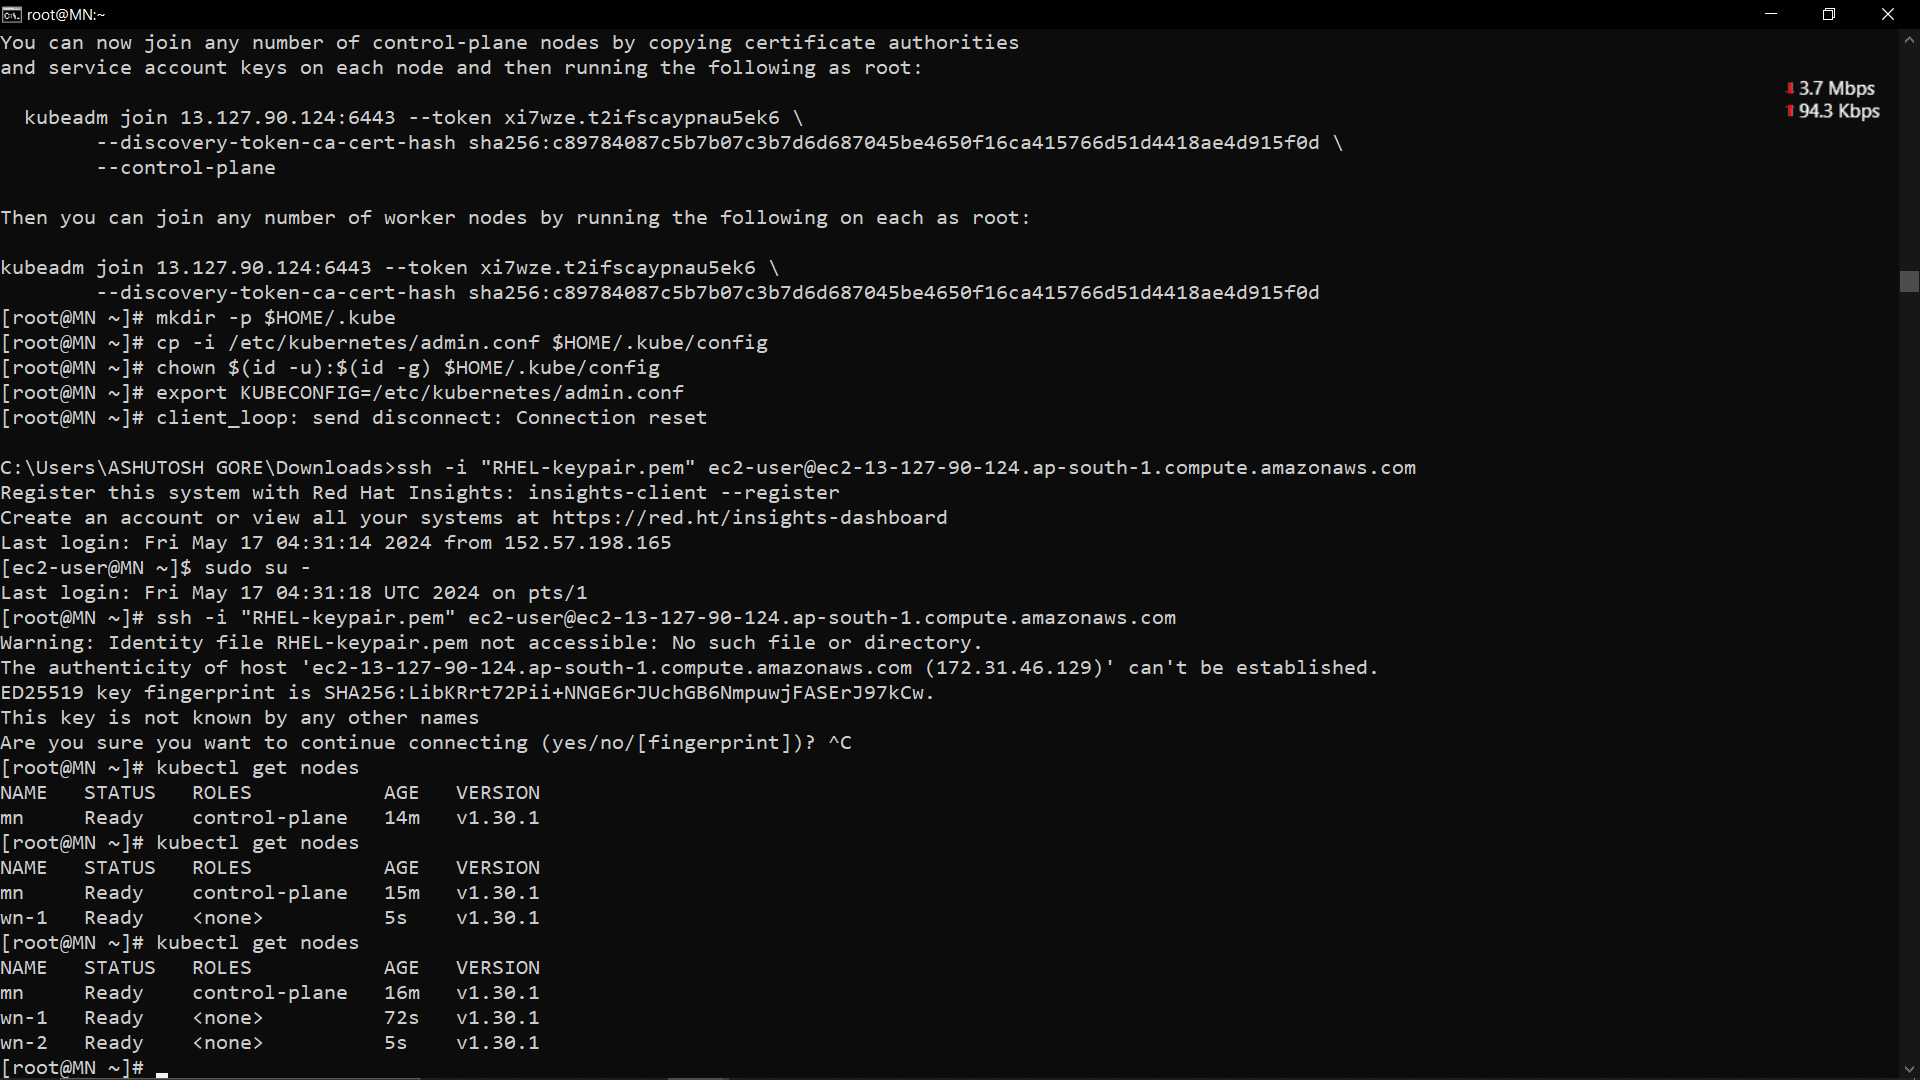 root@MN:~
You can now join any number of control-plane nodes by copying certificate authorities
and service account keys on each node and then running the following as root:
3.7 Mbps
94.3 Kbps
kubeadm join 13.127.90.124:6443 --token xi7wze.t2ifscaypnau5ek6 \
--discovery-token-ca-cert-hash sha256:c89784087c5b7b07c3b7d6d687045be4650f16ca415766d51d4418ae4d915f0d \
--control-plane
Then you can join any number of worker nodes by running the following on each as root:
kubeadm join 13.127.90.124:6443 --token xi7wze.t2ifscaypnau5ek6 \
--discovery-token-ca-cert-hash sha256:c89784087c5b7b07c3b7d6d687045be4650f16ca415766d51d4418ae4d915f0d
[root@MN ~]# mkdir -p $HOME/.kube
[root@MN ~]# cp -i /etc/kubernetes/admin.conf $HOME/.kube/config
[root@MN ~]# chown $(id -u):$(id -g) $HOME/.kube/config
[root@MN ~]# export KUBECONFIG=/etc/kubernetes/admin.conf
[root@MN ~]# client_loop: send disconnect: Connection reset
C:\Users\ASHUTOSH GORE\Downloads>ssh -i "RHEL-keypair.pem" ec2-user@ec2-13-127-90-124.ap-south-1.compute.amazonaws.com
Register this system with Red Hat Insights: insights-client --register
Create an account or view all your systems at https://red.ht/insights-dashboard
Last login: Fri May 17 04:31:14 2024 from 152.57.198.165
[ec2-user@MN ~]$ sudo su -
Last login: Fri May 17 04:31:18 UTC 2024 on pts/1
[root@MN ~]# ssh -i "RHEL-keypair.pem" ec2-user@ec2-13-127-90-124.ap-south-1.compute.amazonaws.com
Warning: Identity file RHEL-keypair.pem not accessible: No such file or directory.
The authenticity of host 'ec2-13-127-90-124.ap-south-1.compute.amazonaws.com (172.31.46.129)' can't be established.
ED25519 key fingerprint is SHA256:LibKRrt72Pii+NNGE6rJUchGB6NmpuwjFASErJ97kCw.
This key is not known by any other names
Are you sure you want to continue connecting (yes/no/[fingerprint])? ^C
[root@MN ~]# kubectl get nodes
NAME STATUS ROLES AGE VERSION
mn Ready control-plane 14m v1.30.1
[root@MN ~]# kubectl get nodes
NAME STATUS ROLES AGE VERSION
mn Ready control-plane 15m v1.30.1
wn-1 Ready <none> 5s v1.30.1
[root@MN ~]# kubectl get nodes
NAME STATUS ROLES AGE VERSION
mn Ready control-plane 16m v1.30.1
wn-1 Ready <none> 72s v1.30.1
wn-2 Ready <none> 5s v1.30.1
[root@MN ~]#